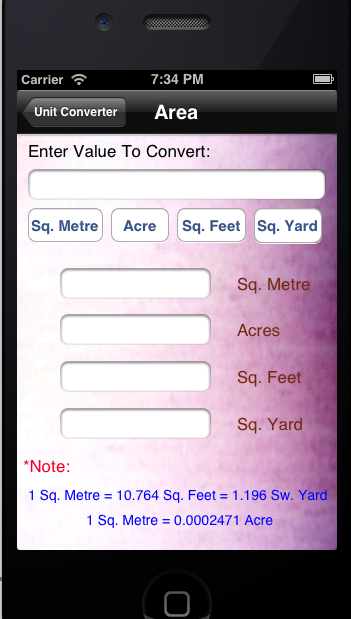 Carrier 7:34 PM
Unit Converter Area
Enter Value To Convert:
Sq. Metre Acre Sq. Feet Sq. Yard
Sq. Metre
Acres
Sq. Feet
Sq. Yard
*Note:
1 Sq. Metre = 10.764 Sq. Feet = 1.196 Sw. Yard
1 Sq. Metre = 0.0002471 Acre